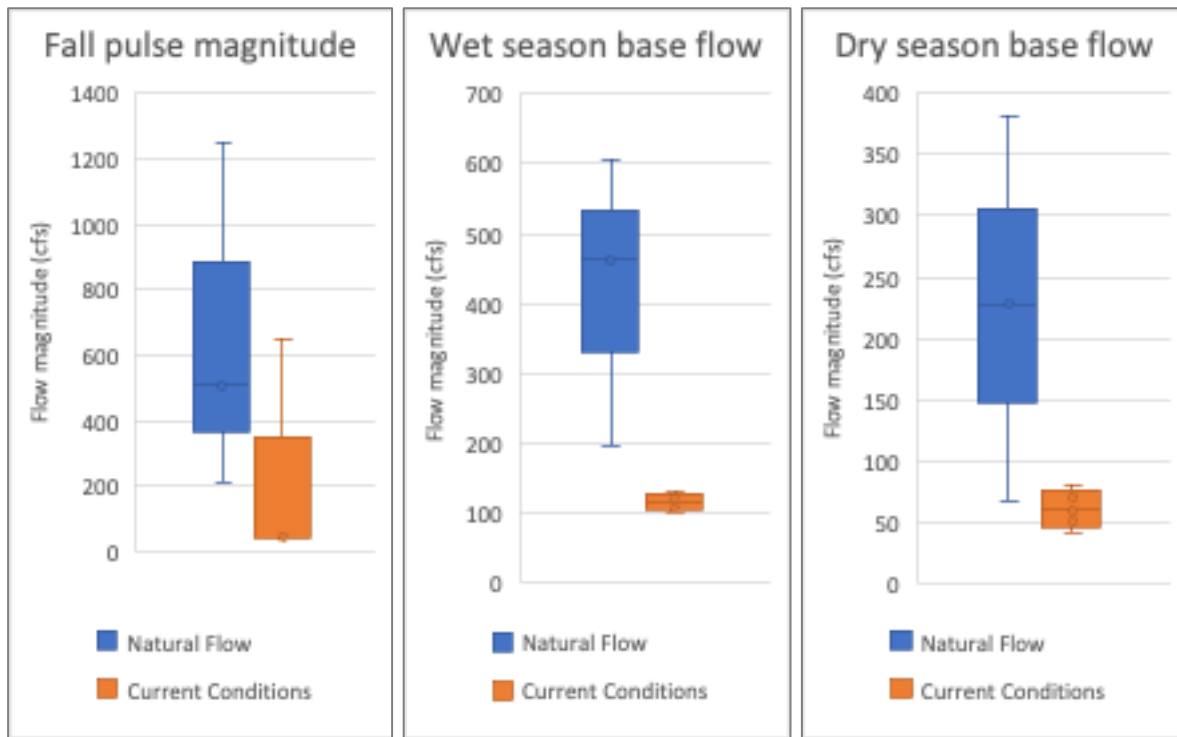 Fall pulse magnitude
1400
1200
1000
800
600
400
200
0
Flow magnitude (cfs)
Natural Flow
Current Conditions
Wet season base flow
700
600
500
400
300
200
100
0
Flow magnitude (cfs)
Natural Flow
Current Conditions
Dry season base flow
400
350
300
250
200
150
100
50
0
Flow magnitude (cfs)
Natural Flow
Current Conditions